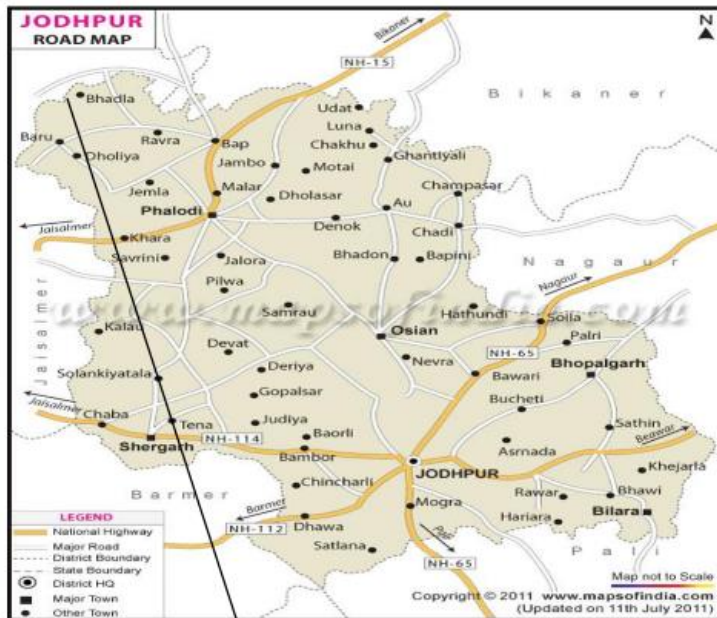 JODHPUR
ROAD MAP
N
Bikaner
NH-15
Bikaner
Bhadla
Udat
Luna
Baru
Ravra
Bap
Chakhu
Dholiya
Jambo
Motai
Ghantiyali
Jemla
Malar
Dholasar
Champasar
Phalodi
Au
Jaisalmer
Denok
Chadi
Khara
Savrini
Jalora
Bhadon
Bapini
Nagaur
Pilwa
Nagaur
www.mapsofindia.com
Samrau
Hathundi
Soila
Jaisalmer
Kalau
Osian
Palri
Devat
Nevra
NH-65
Deriya
Bhopalgarh
Solankiyatala
Bawari
Jaisalmer
Gopalsar
Bucheti
Chaba
Tena
Judiya
Sathin
Shergarh
NH-114
Baorli
Asrnada
Beawar
Bambor
JODHPUR
Khejarla
Barmer
Chincharli
Rawar
Bhawi
Barmer
Mogra
Hariara
Bilara
LEGEND
National Highway
Major Road
District Boundary
State Boundary
District HQ
Major Town
Other Town
NH-112
Dhawa
Pali
Satlana
Pali
NH-65
Map not to Scale
Copyright © 2011 www.mapsofindia.com
(Updated on 11th July 2011)